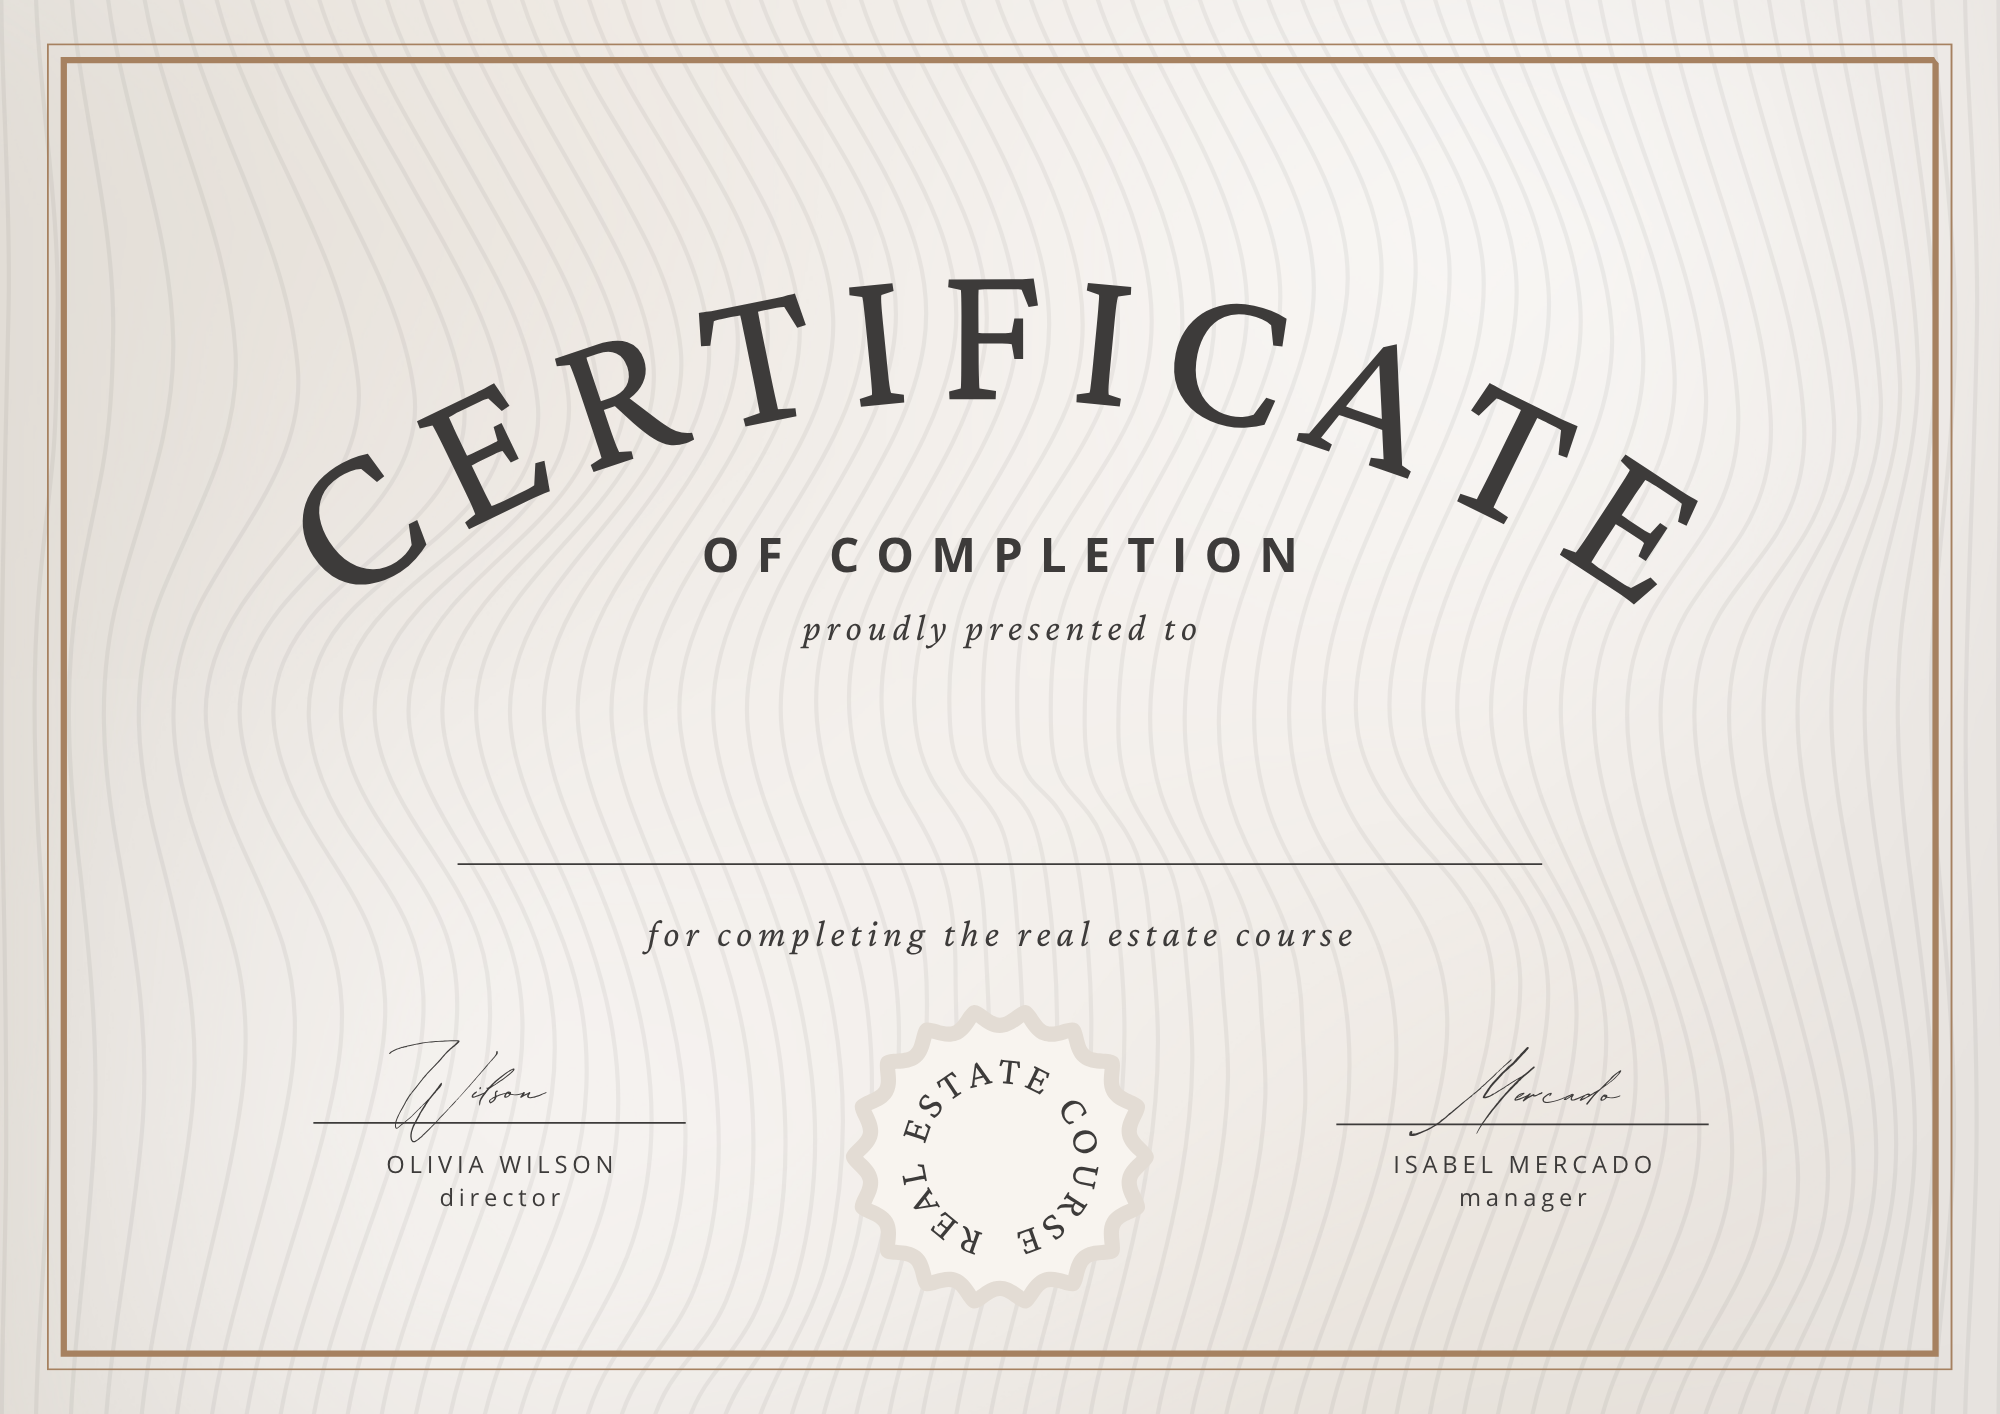 CERTIFICATE
OF COMPLETION
proudly presented to
for completing the real estate course
Wilson
OLIVIA WILSON
director
REAL ESTATE COURSE
Mercado
ISABEL MERCADO
manager